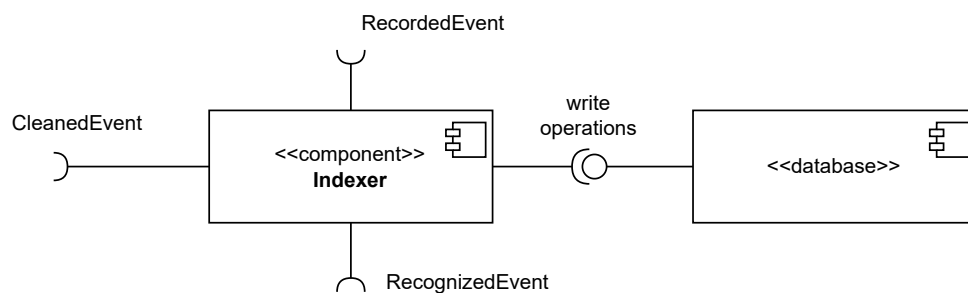 RecordedEvent
CleanedEvent
<<component>>
Indexer
write
operations
<<database>>
RecognizedEvent